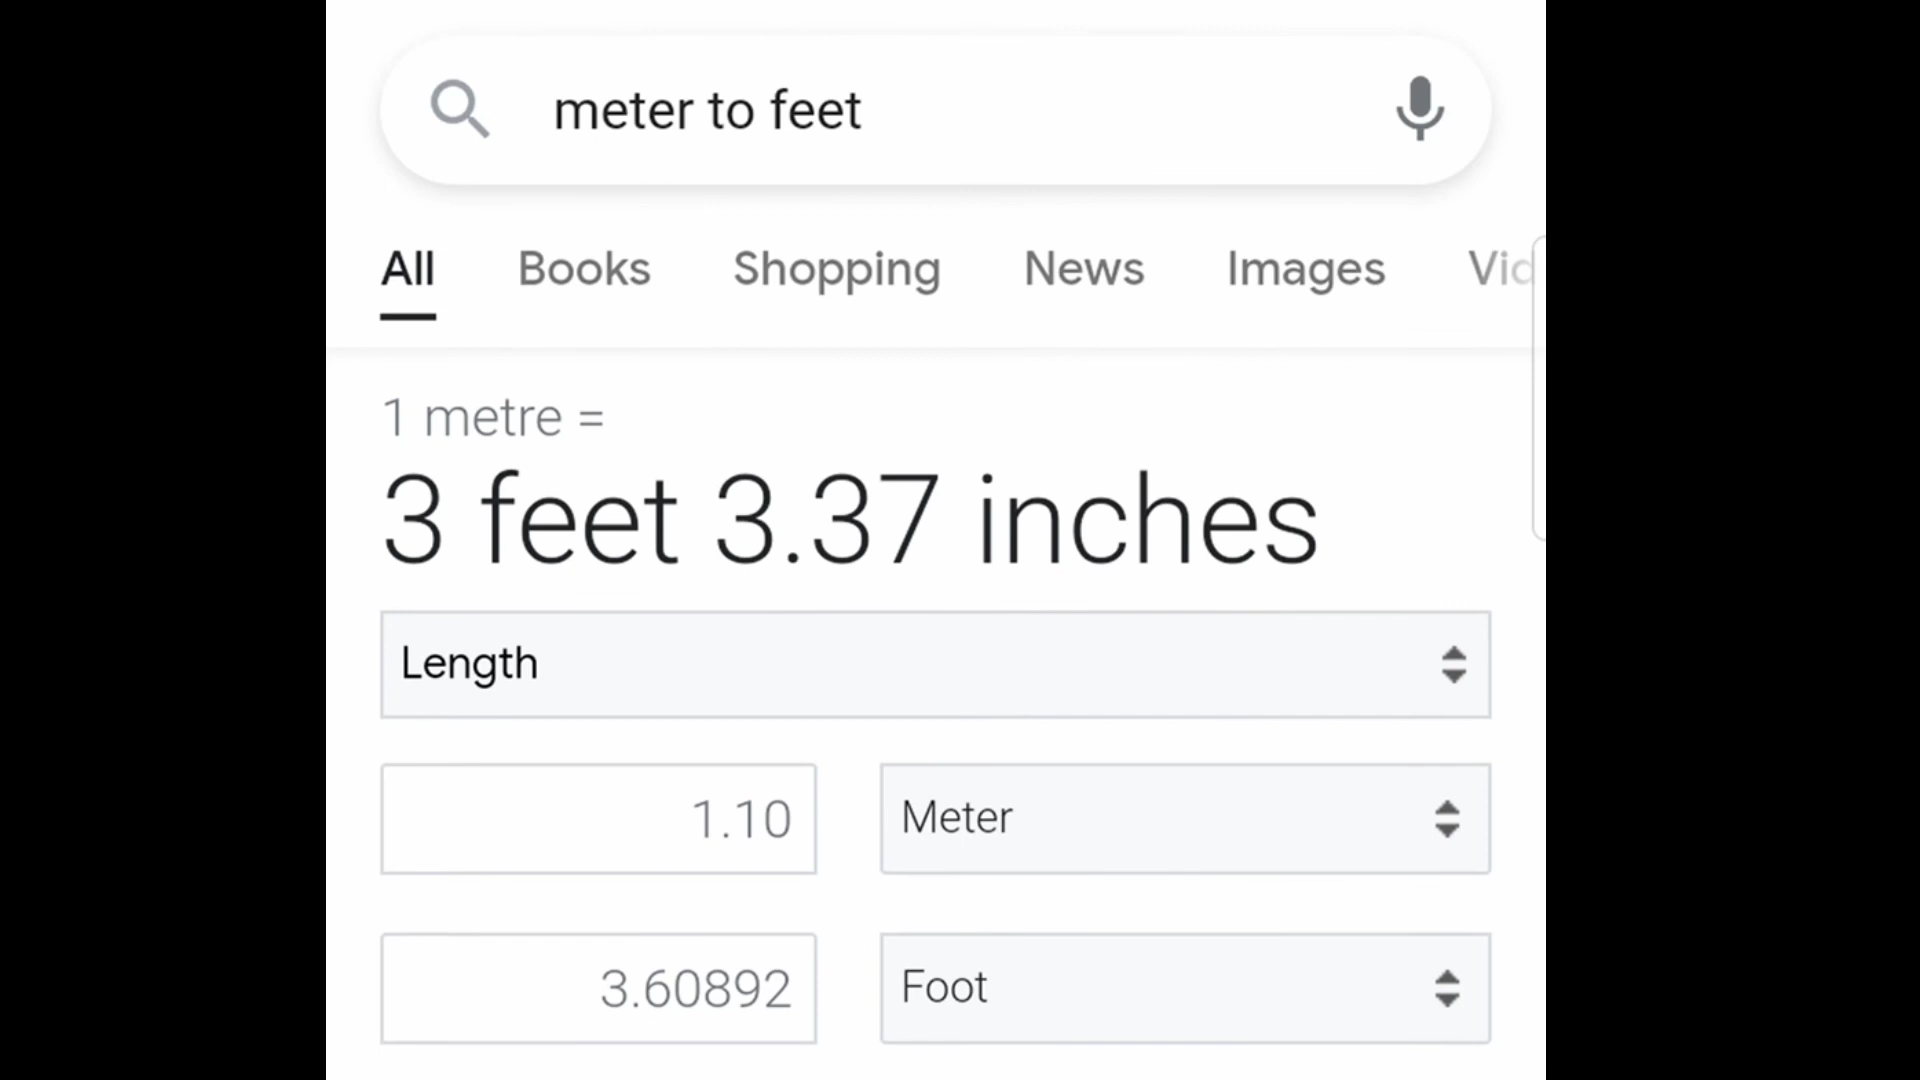 meter to feet
All Books Shopping News Images Vid
1 metre =
3 feet 3.37 inches
Length
1.10 Meter
3.60892 Foot